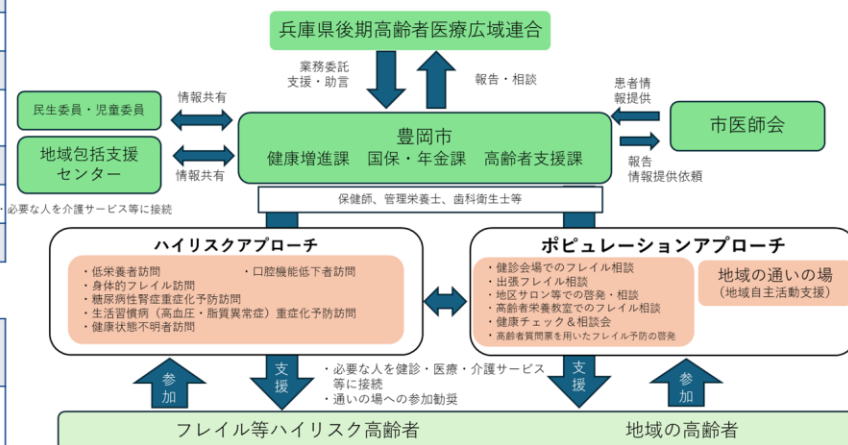 兵庫県後期高齢者医療広域連合
業務委託
支援・助言
報告・相談
民生委員・児童委員
情報共有
地域包括支援
センター
情報共有
・必要な人を介護サービス等に接続
豊岡市
健康増進課 国保・年金課 高齢者支援課
患者情
報提供
市医師会
報告
情報提供依頼
保健師、管理栄養士、歯科衛生士等
ハイリスクアプローチ
・低栄養者訪問 ・口腔機能低下者訪問
・身体的フレイル訪問
・糖尿病性腎症重症化予防訪問
・生活習慣病（高血圧・脂質異常症）重症化予防訪問
・健康状態不明者訪問
ポピュレーションアプローチ
・健診会場でのフレイル相談
・出張フレイル相談
・地区サロン等での啓発・相談
・高齢者栄養教室でのフレイル相談
・健康チェック＆相談会
・高齢者質問票を用いたフレイル予防の啓発
地域の通いの場
（地域自主活動支援）
参加
支援
・必要な人を健診・医療・介護サービス
等に接続
・通いの場への参加勧奨
支援
参加
フレイル等ハイリスク高齢者
地域の高齢者